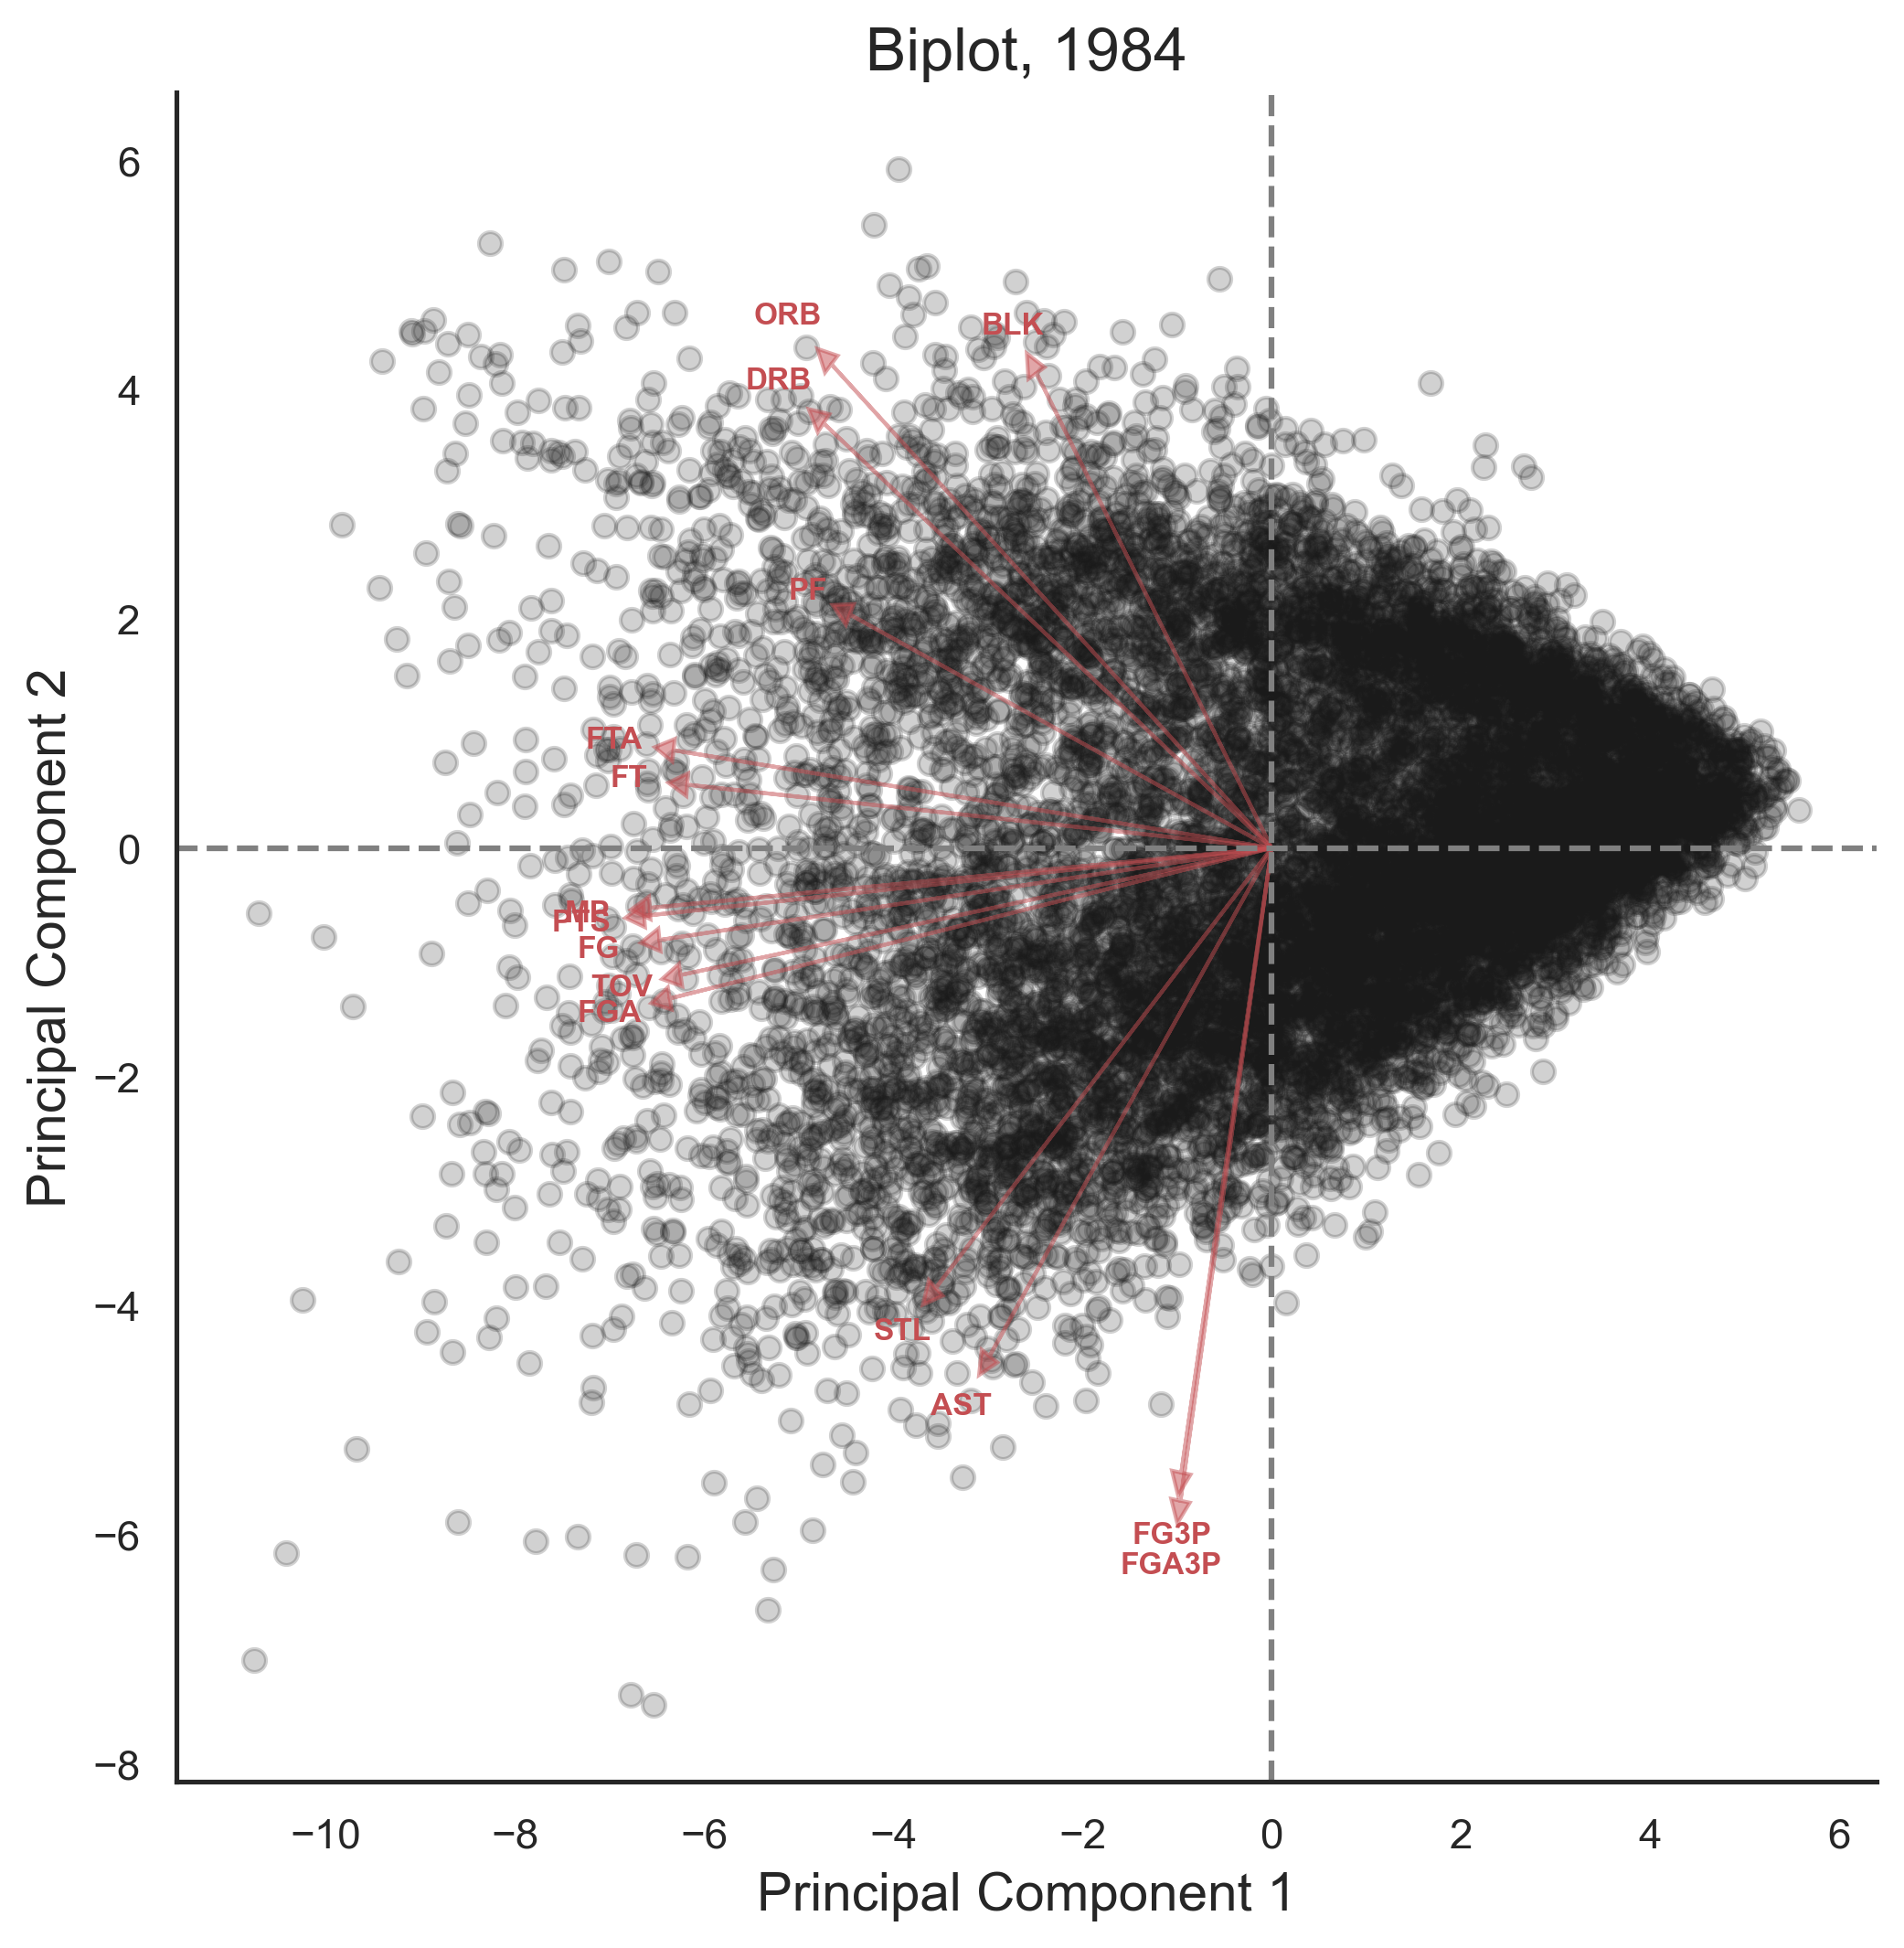 Biplot, 1984
Principal Component 2
6
4
2
0
−2
−4
−6
−8
ORB
BLK
DRB
PF
FTA
FT
MP
PTS
FG
TOV
FGA
STL
AST
FG3P
FGA3P
−10 −8 −6 −4 −2 0 2 4 6
Principal Component 1